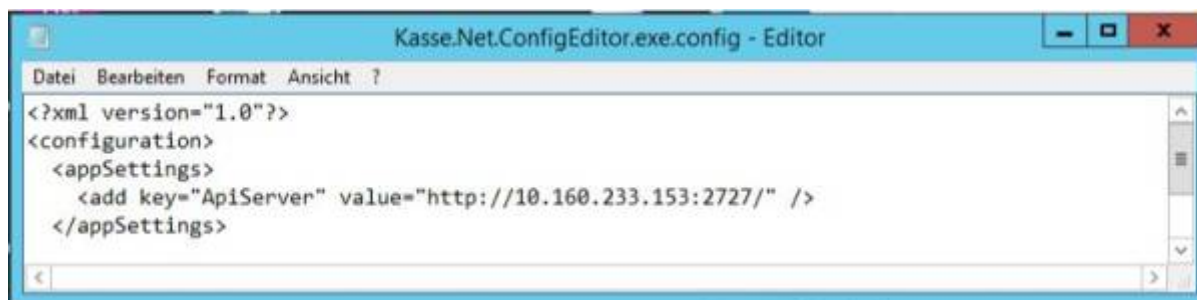 Kasse.Net.ConfigEditor.exe.config - Editor
Datei Bearbeiten Format Ansicht ?
<?xml version="1.0"?>
<configuration>
<appSettings>
<add key="ApiServer" value="http://10.160.233.153:2727/" />
</appSettings>